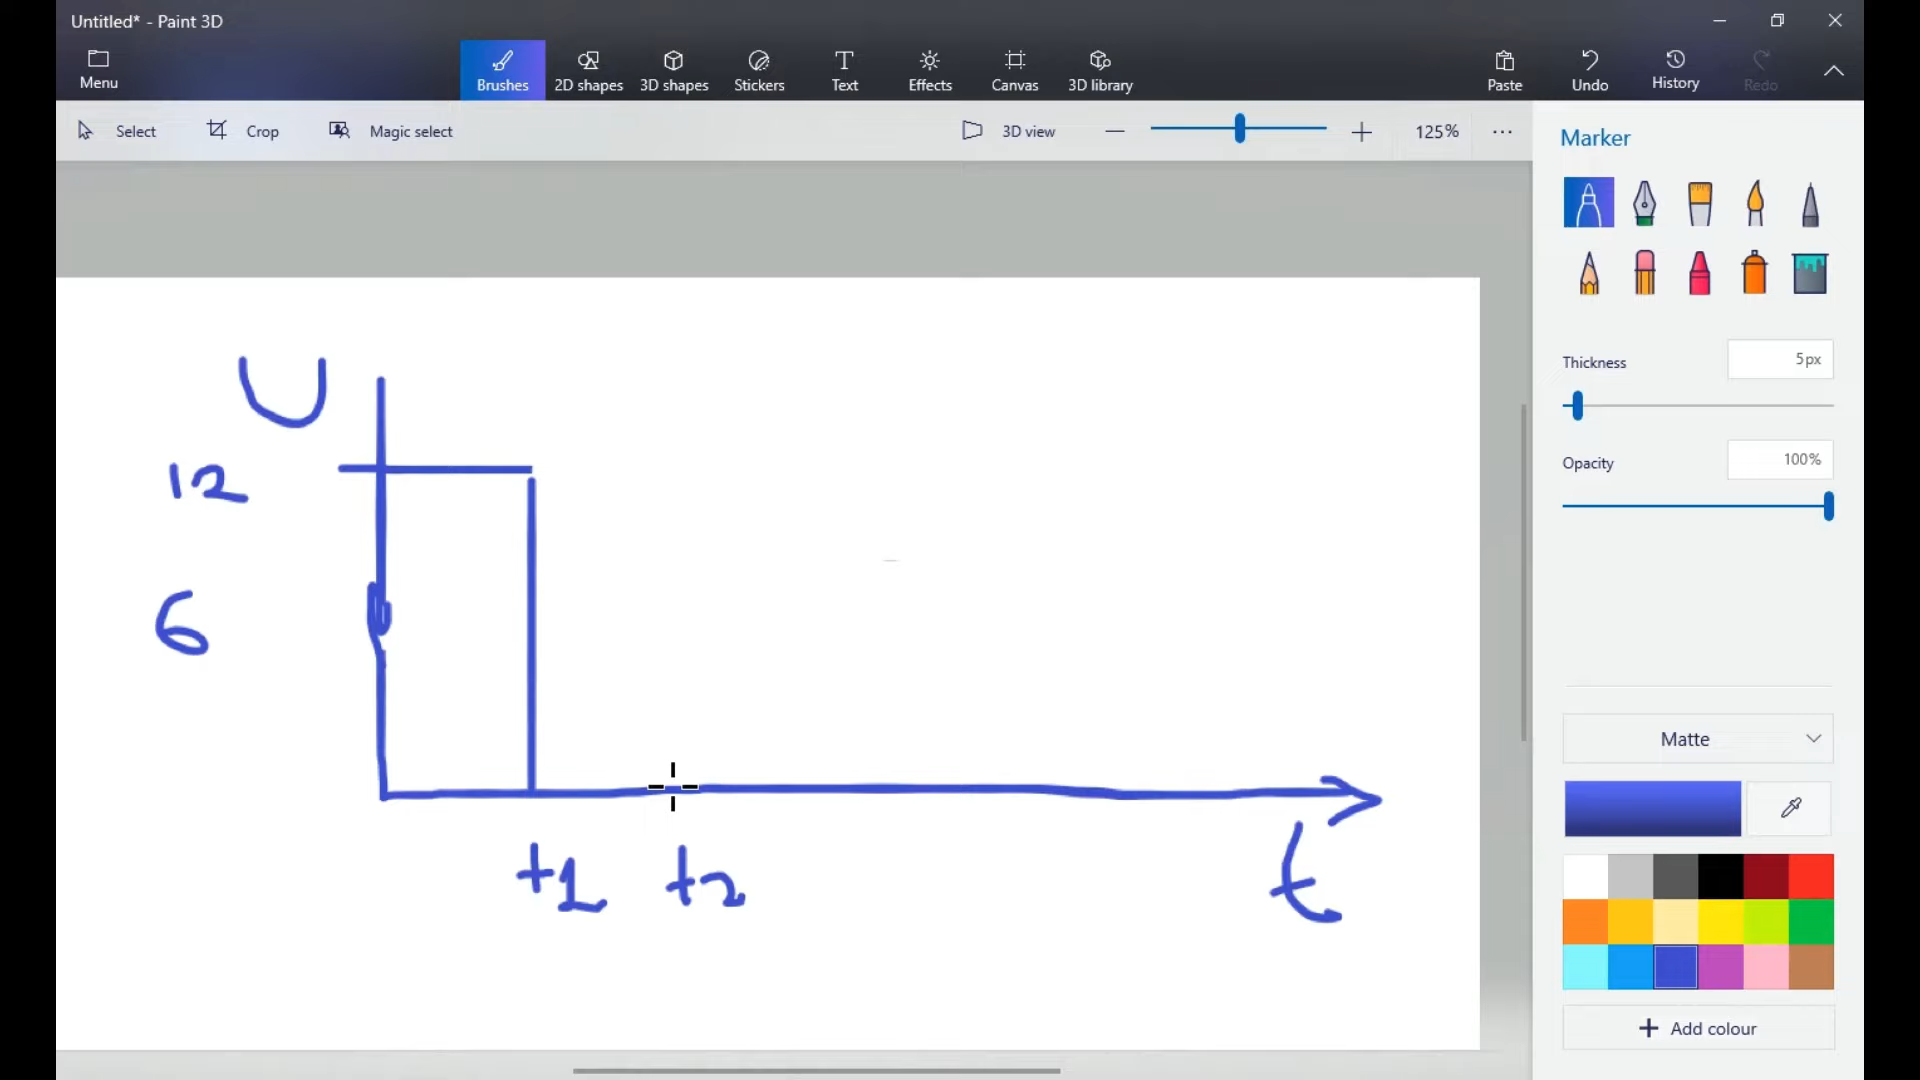 Untitled* - Paint 3D
Menu
Brushes
2D shapes
3D shapes
Stickers
Text
Effects
Canvas
3D library
Paste
Undo
History
Redo
Select
Crop
Magic select
3D view
125%
Marker
Thickness
5px
Opacity
100%
Matte
Add colour
U
12
6
t1
t2
t